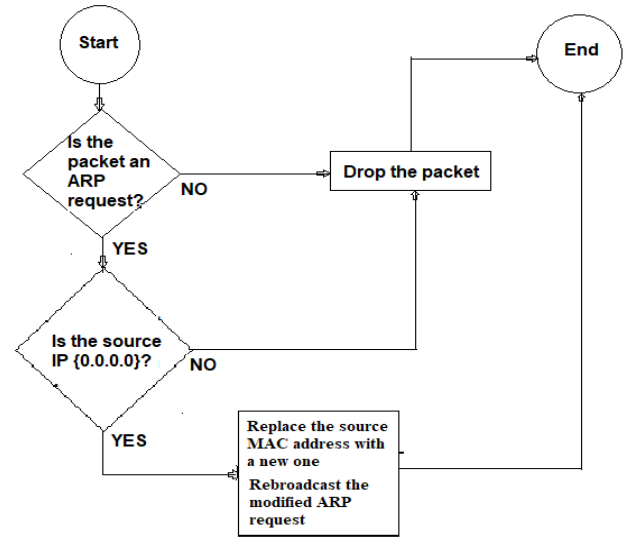 Start
End
Is the
packet an
ARP
request?
NO
Drop the packet
YES
Is the source
IP {0.0.0.0}?
NO
YES
Replace the source
MAC address with
a new one
Rebroadcast the
modified ARP
request